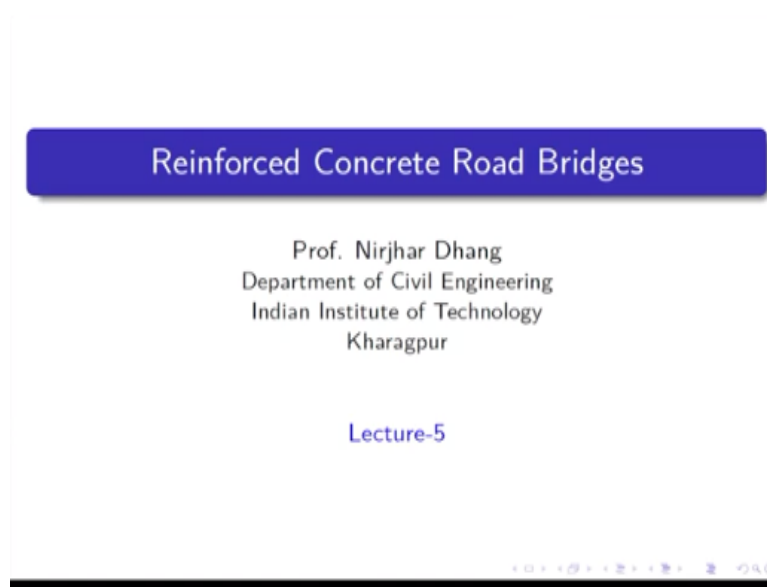 Reinforced Concrete Road Bridges
Prof. Nirjhar Dhang
Department of Civil Engineering
Indian Institute of Technology
Kharagpur
Lecture-5